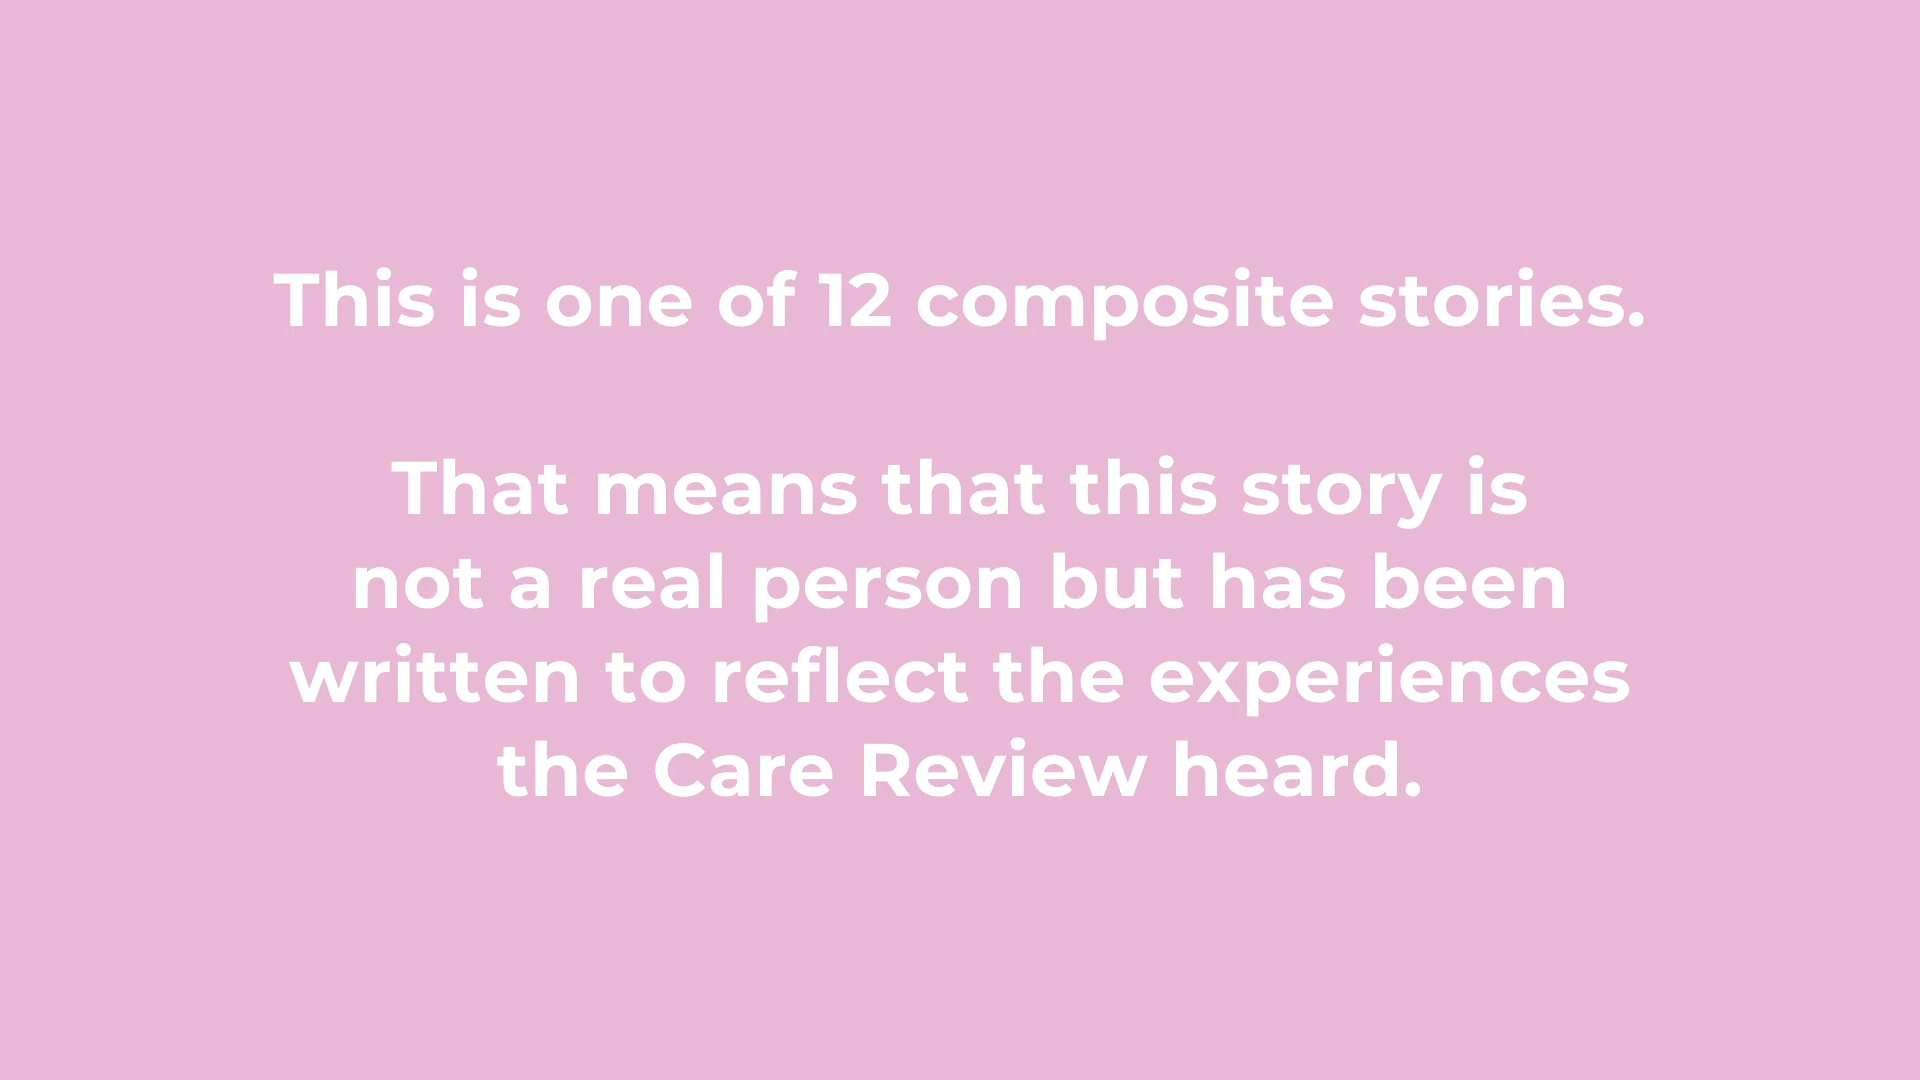 This is one of 12 composite stories.
That means that this story is
not a real person but has been
written to reflect the experiences
the Care Review heard.